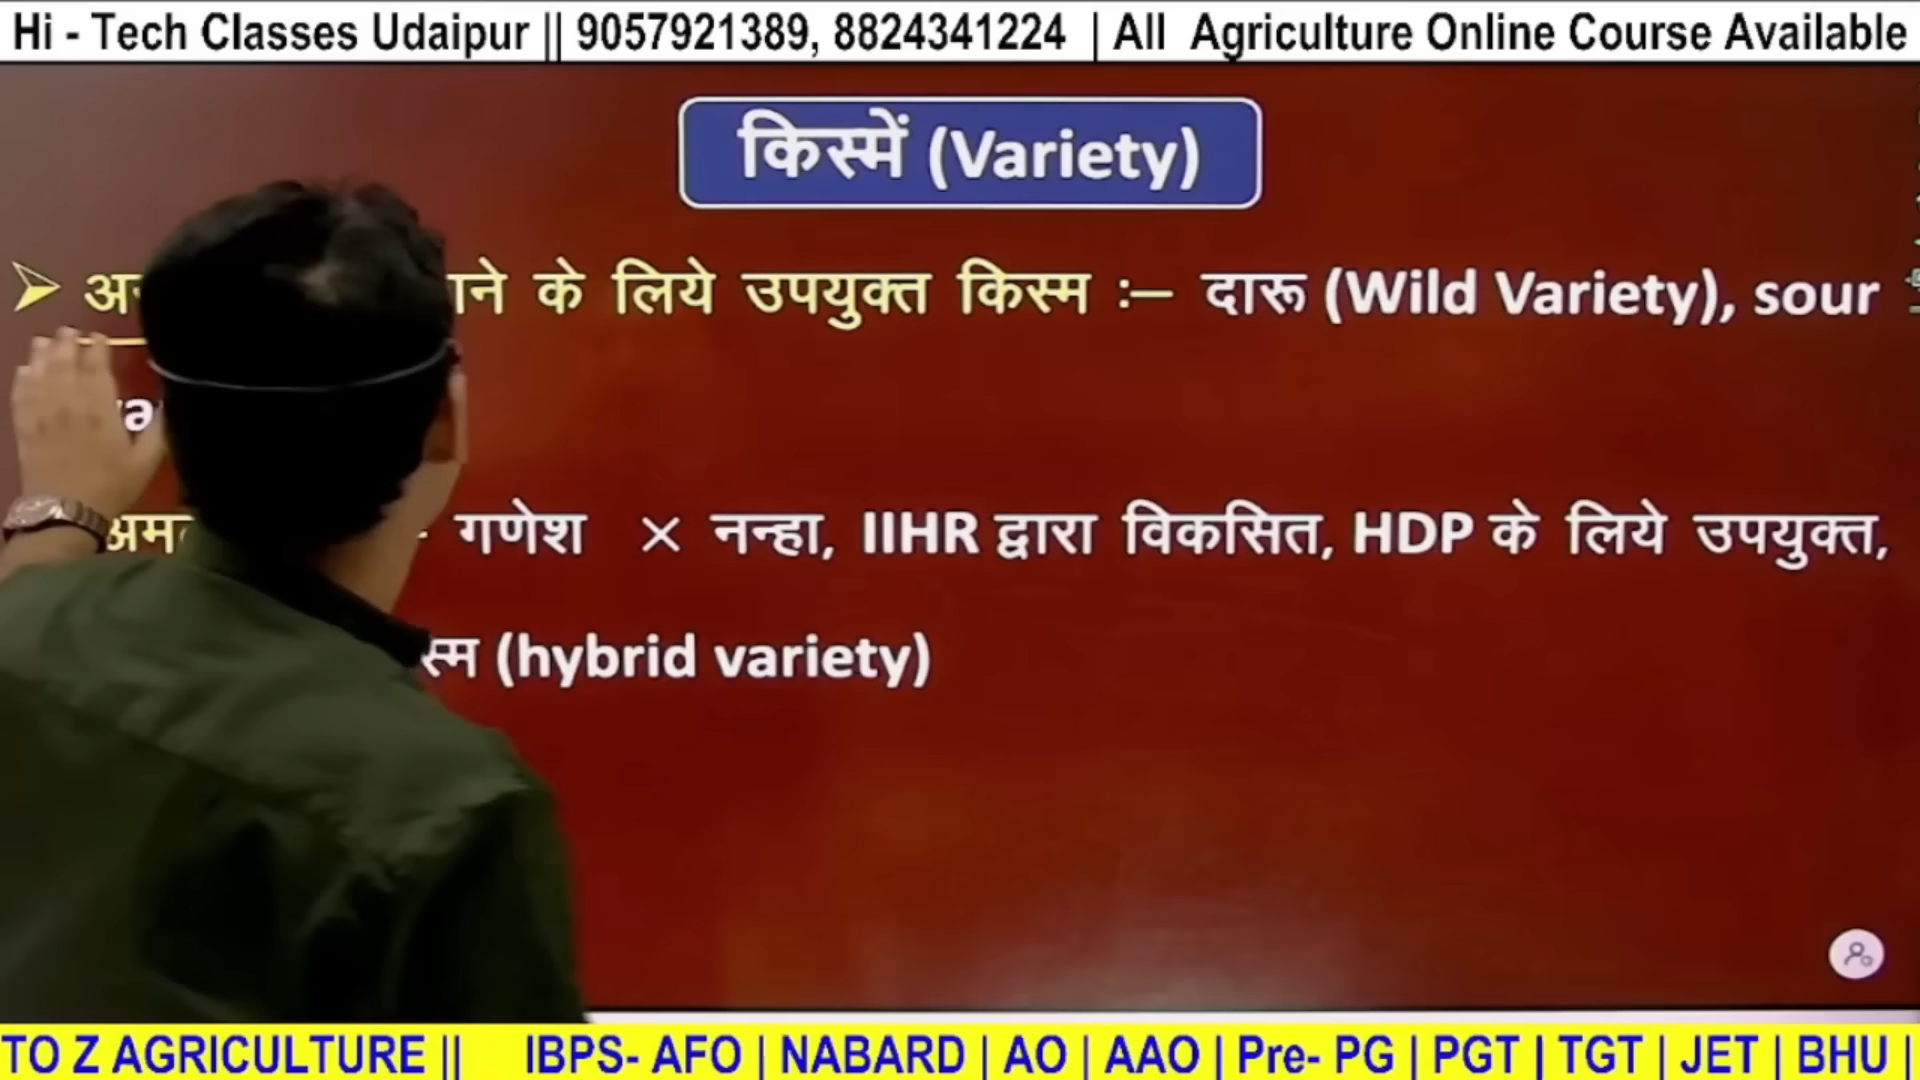 Hi - Tech Classes Udaipur || 9057921389, 8824341224 | All Agriculture Online Course Available
किस्में (Variety)
के लिये उपयुक्त किस्म :– दारू (Wild Variety), sour
गणेश × नन्हा, IIHR द्वारा विकसित, HDP के लिये उपयुक्त,
(hybrid variety)
TO Z AGRICULTURE || IBPS- AFO | NABARD | AO | AAO | Pre- PG | PGT | TGT | JET | BHU |